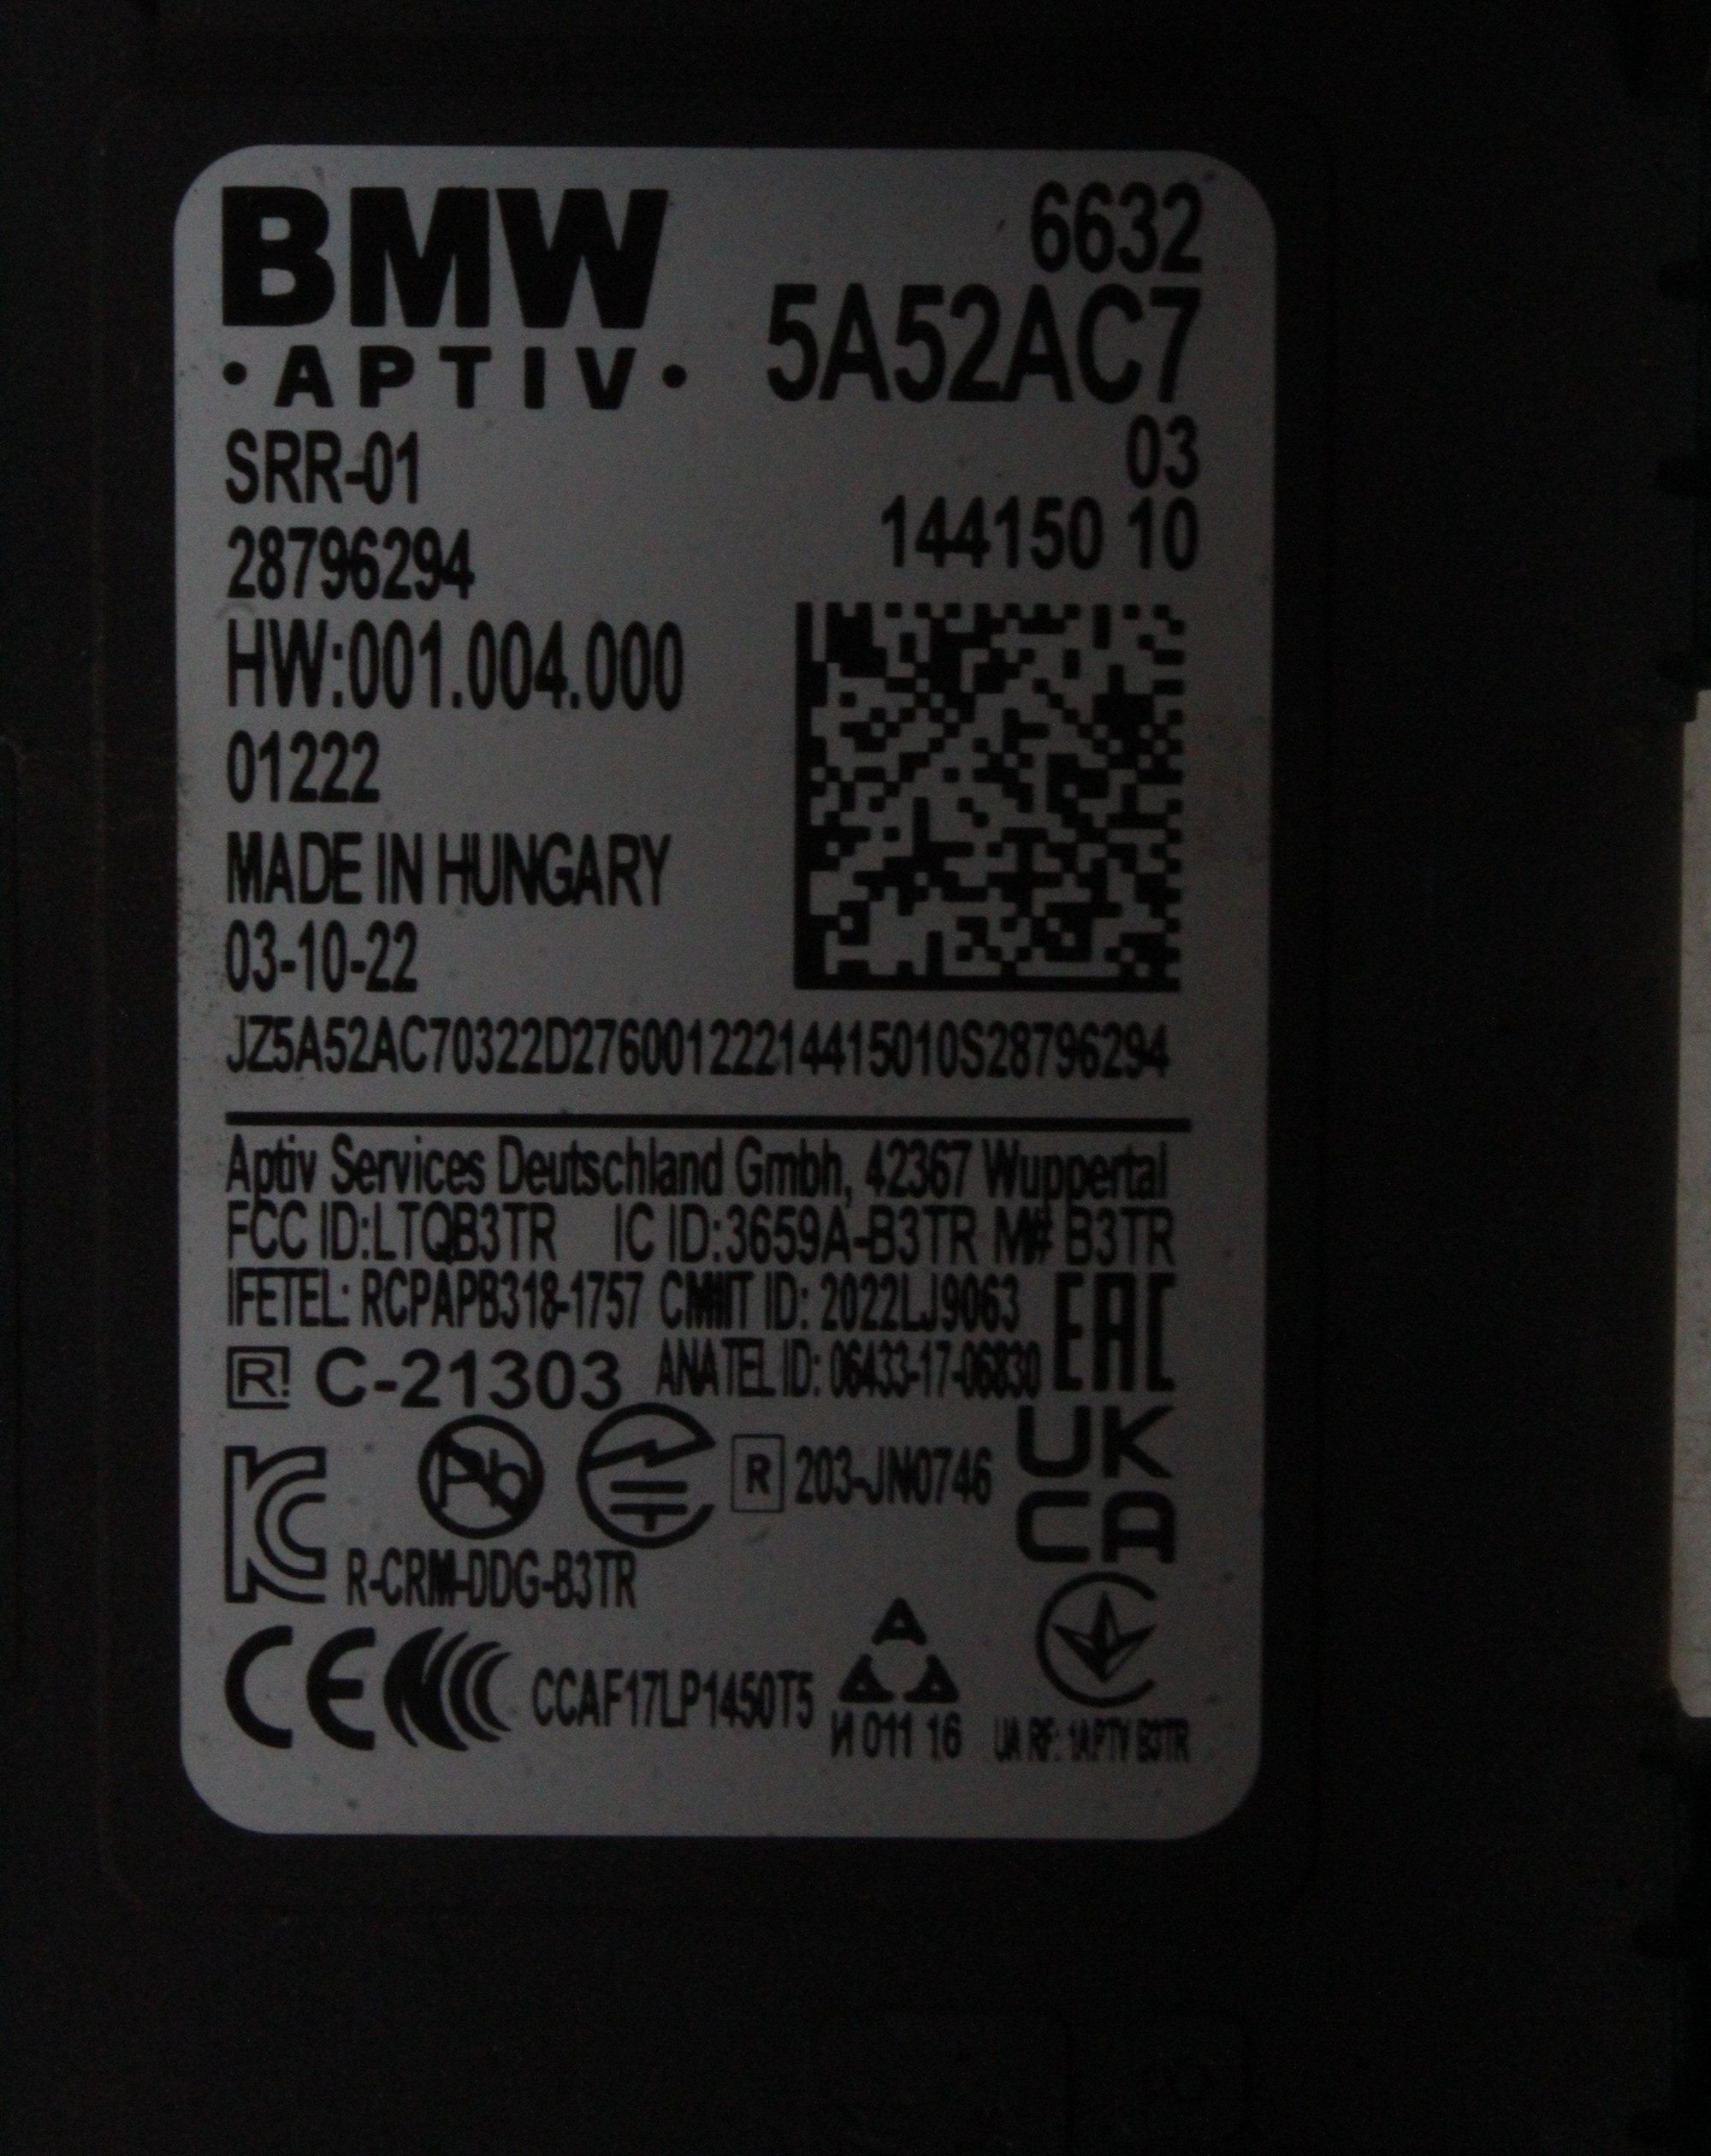 BMW
6632
· APTIV ·
5A52AC7
SRR-01
03
28796294
144150 10
HW:001.004.000
01222
MADE IN HUNGARY
03-10-22
JZ5A52AC70322D27600122214415010S28796294
Aptiv Services Deutschland Gmbh, 42367 Wuppertal
FCC ID:LTQB3TR IC ID:3659A-B3TR M# B3TR
IFETEL: RCPAPB318-1757 CMIIT ID: 2022LJ9063 EAC
R! C-21303 ANATEL ID: 06433-17-06830
Pb R 203-JN0746 UK
CA
R-CRM-DDG-B3TR
CE CCAF17LP1450T5
И 011 16 UA RF: 1APTV B3TR